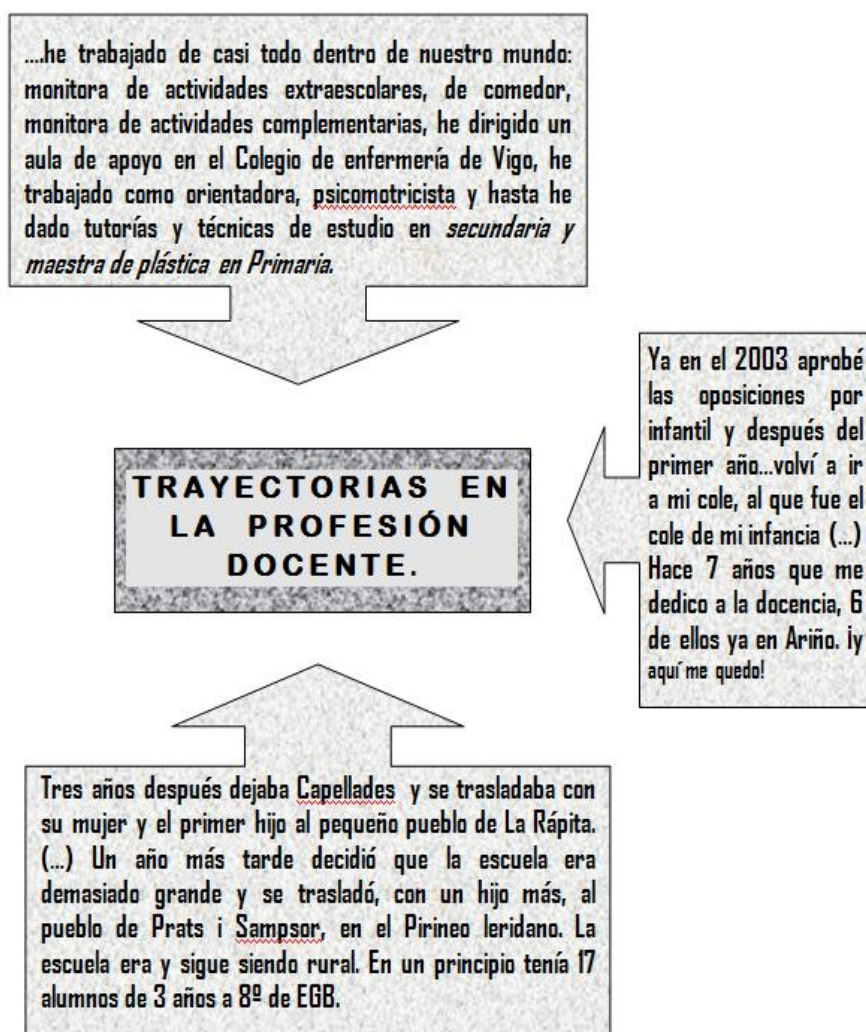 ....he trabajado de casi todo dentro de nuestro mundo:
monitora de actividades extraescolares, de comedor,
monitora de actividades complementarias, he dirigido un
aula de apoyo en el Colegio de enfermería de Vigo, he
trabajado como orientadora, psicomotricista y hasta he
dado tutorías y técnicas de estudio en secundaria y
maestra de plástica en Primaria.
Ya en el 2003 aprobé
las oposiciones por
infantil y después del
primer año...volví a ir
a mi cole, al que fue el
cole de mi infancia (...)
Hace 7 años que me
dedico a la docencia, 6
de ellos ya en Ariño. ¡y
aquí me quedo!
TRAYECTORIAS EN
LA PROFESIÓN
DOCENTE.
Tres años después dejaba Capellades y se trasladaba con
su mujer y el primer hijo al pequeño pueblo de La Rápita.
(...) Un año más tarde decidió que la escuela era
demasiado grande y se trasladó, con un hijo más, al
pueblo de Prats i Sampsor, en el Pirineo leridano. La
escuela era y sigue siendo rural. En un principio tenía 17
alumnos de 3 años a 8º de EGB.